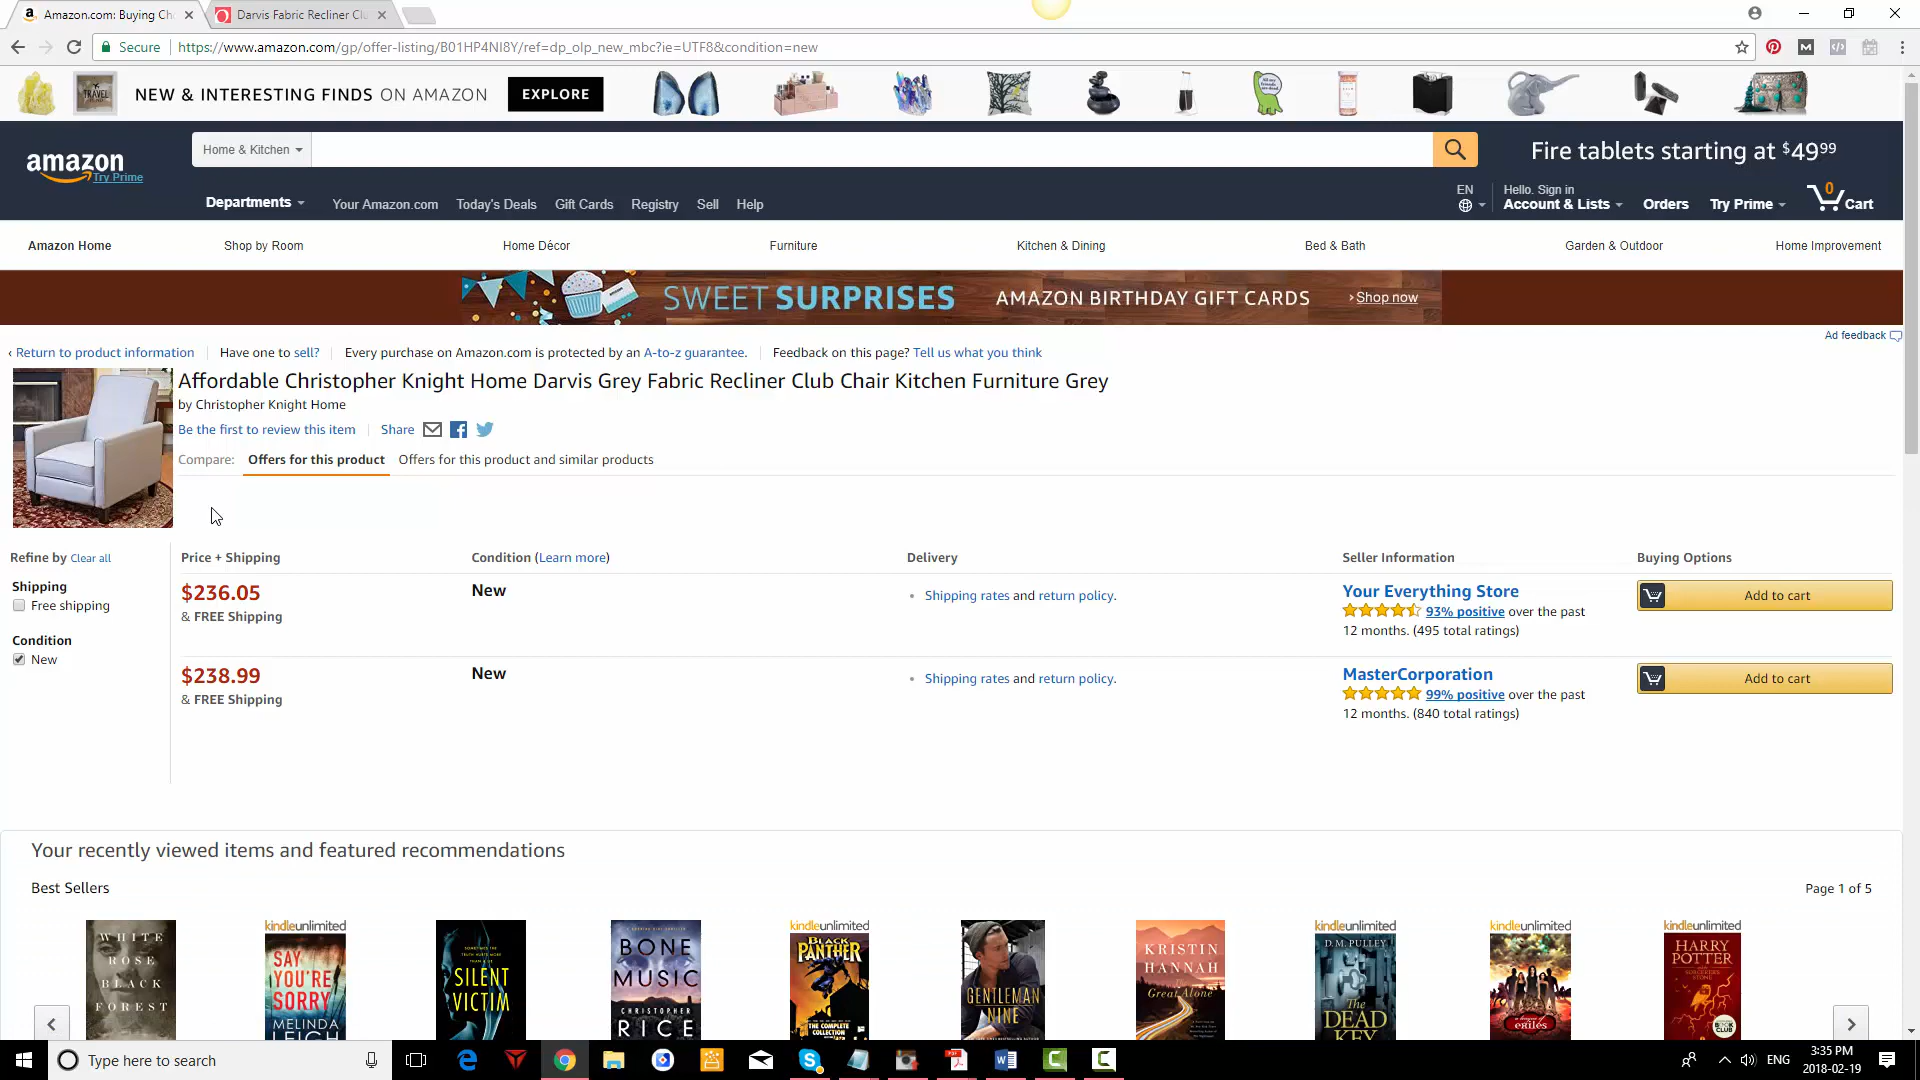 Amazon.com: Buying Ch
Darvis Fabric Recliner Clu
Secure
https://www.amazon.com/gp/offer-listing/B01HP4NI8Y/ref=dp_olp_new_mbc?ie=UTF8&condition=new
TRAVEL
NEW & INTERESTING FINDS ON AMAZON
EXPLORE
amazon
Try Prime
Home & Kitchen
Fire tablets starting at $49.99
Departments
Your Amazon.com
Today's Deals
Gift Cards
Registry
Sell
Help
EN
Hello. Sign in
Account & Lists
Orders
Try Prime
0
Cart
Amazon Home
Shop by Room
Home Décor
Furniture
Kitchen & Dining
Bed & Bath
Garden & Outdoor
Home Improvement
SWEET SURPRISES
AMAZON BIRTHDAY GIFT CARDS
› Shop now
Ad feedback
‹ Return to product information
Have one to sell?
Every purchase on Amazon.com is protected by an A-to-z guarantee.
Feedback on this page? Tell us what you think
Affordable Christopher Knight Home Darvis Grey Fabric Recliner Club Chair Kitchen Furniture Grey
by Christopher Knight Home
Be the first to review this item
Share
Compare:
Offers for this product
Offers for this product and similar products
Refine by Clear all
Shipping
Free shipping
Condition
New
Price + Shipping
Condition (Learn more)
Delivery
Seller Information
Buying Options
$236.05
& FREE Shipping
New
Shipping rates and return policy.
Your Everything Store
93% positive over the past
12 months. (495 total ratings)
Add to cart
$238.99
& FREE Shipping
New
Shipping rates and return policy.
MasterCorporation
99% positive over the past
12 months. (840 total ratings)
Add to cart
Your recently viewed items and featured recommendations
Best Sellers
Page 1 of 5
WHITE
ROSE
BLACK
FOREST
kindleunlimited
SAY
YOU'RE
SORRY
MELINDA
LEIGH
SILENT
VICTIM
BONE
MUSIC
CHRISTOPHER
RICE
kindleunlimited
BLACK
PANTHER
THE COMPLETE
COLLECTION
GENTLEMAN
NINE
KRISTIN
HANNAH
Great Alone
kindleunlimited
D.M. PULLEY
The
DEAD
KEY
kindleunlimited
exiles
kindleunlimited
HARRY
POTTER
Type here to search
ENG
3:35 PM
2018-02-19